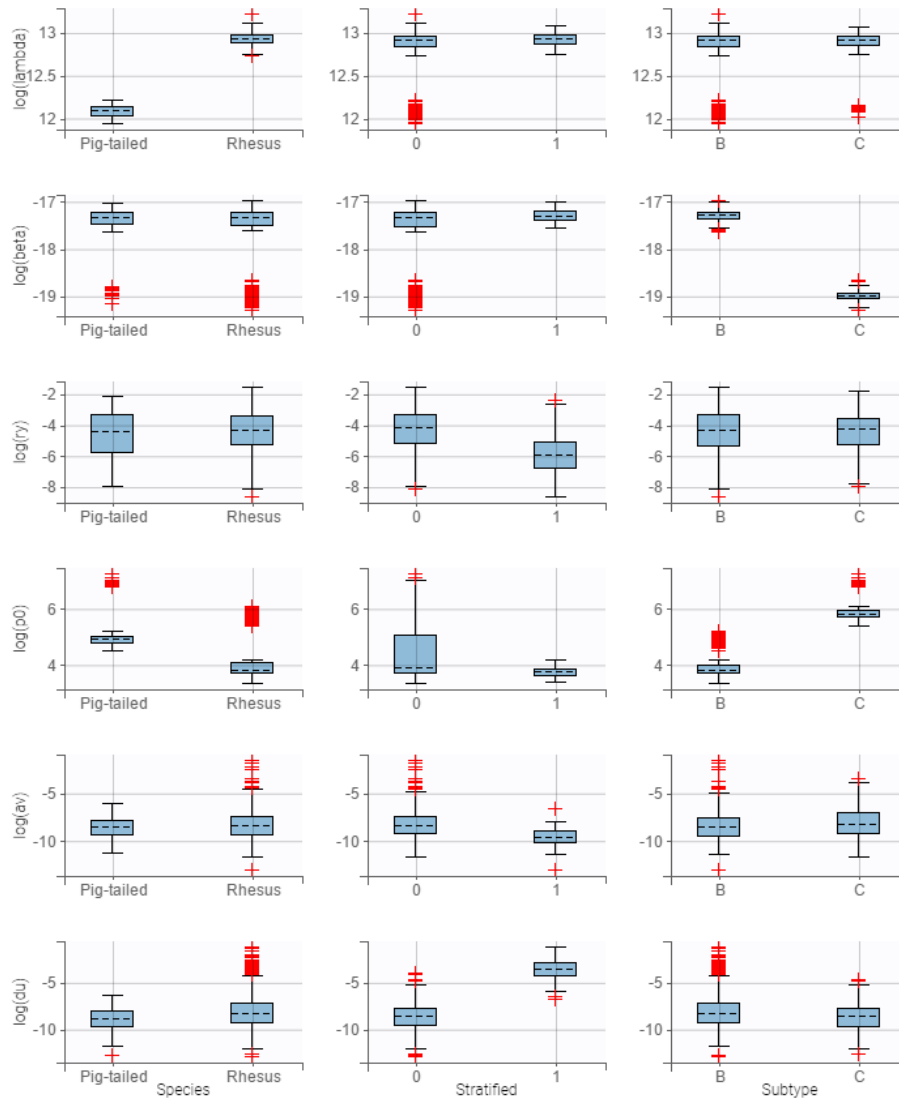 log(lambda)
13
12.5
12
Pig-tailed Rhesus
13
12.5
12
0 1
13
12.5
12
B C
log(beta)
-17
-18
-19
Pig-tailed Rhesus
-17
-18
-19
0 1
-17
-18
-19
B C
log(ry)
-2
-4
-6
-8
Pig-tailed Rhesus
-2
-4
-6
-8
0 1
-2
-4
-6
-8
B C
log(p0)
6
4
Pig-tailed Rhesus
6
4
0 1
6
4
B C
log(av)
-5
-10
Pig-tailed Rhesus
-5
-10
0 1
-5
-10
B C
log(du)
-5
-10
Pig-tailed Rhesus
Species
-5
-10
0 1
Stratified
-5
-10
B C
Subtype